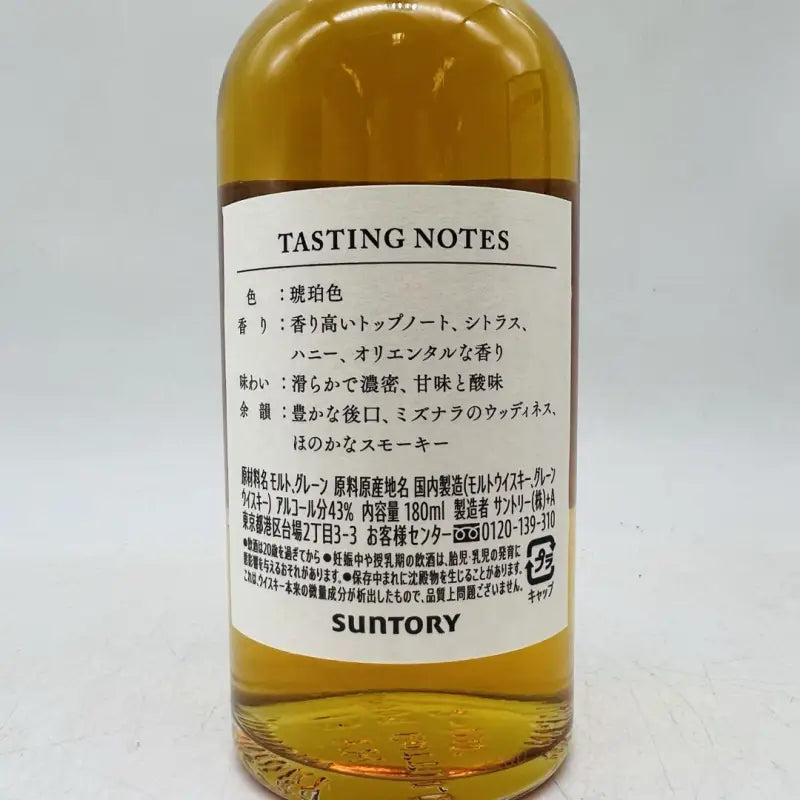 TASTING NOTES
色 ：琥珀色
香 り ：香り高いトップノート、シトラス、
ハニー、オリエンタルな香り
味わい ：滑らかで濃密、甘味と酸味
余 韻 ：豊かな後口、ミズナラのウッディネス、
ほのかなスモーキー
原材料名 モルト、グレーン 原料原産地名 国内製造(モルトウイスキー、グレーン
ウイスキー) アルコール分43% 内容量 180ml 製造者 サントリー(株)+A
東京都港区台場2丁目3-3 お客様センター 0120-139-310
●飲酒は20歳を過ぎてから ●妊娠中や授乳期の飲酒は、胎児・乳児の発育に
悪影響を与えるおそれがあります。●保存中まれに沈殿物を生じることがあります。
これは、ウイスキー本来の微量成分が析出したもので、品質上問題ございません。
プラ
キャップ
SUNTORY